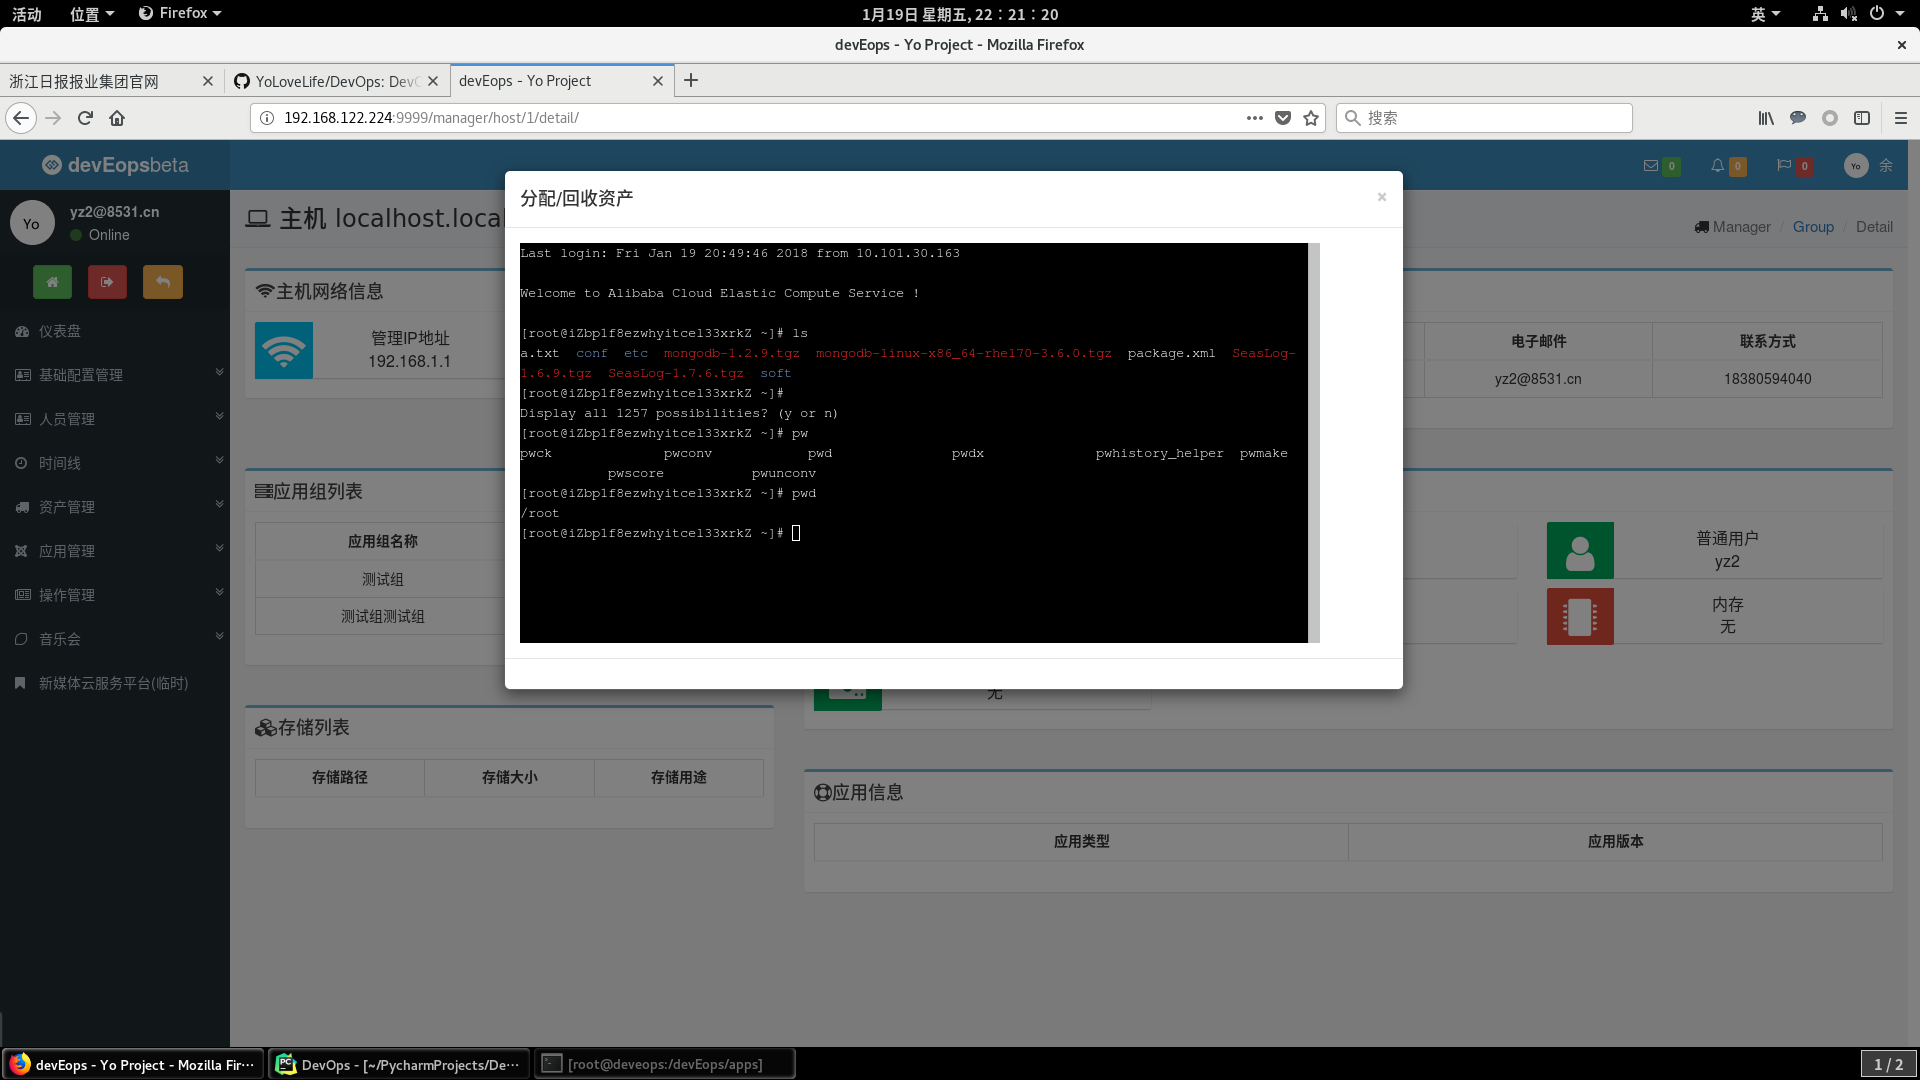 活动 位置 Firefox 1月19日 星期五, 22：21：20 英
devEops - Yo Project - Mozilla Firefox
浙江日报报业集团官网 YoLoveLife/DevOps: Dev devEops - Yo Project
192.168.122.224:9999/manager/host/1/detail/ 搜索
devEopsbeta 0 0 0 Yo 余
Yo yz2@8531.cn
Online
仪表盘
基础配置管理
人员管理
时间线
资产管理
应用管理
操作管理
音乐会
新媒体云服务平台(临时)
主机 localhost.loca
Manager / Group / Detail
主机网络信息
管理IP地址
192.168.1.1
应用组列表
应用组名称
测试组
测试组测试组
存储列表
存储路径 存储大小 存储用途
分配/回收资产 ×
Last login: Fri Jan 19 20:49:46 2018 from 10.101.30.163
Welcome to Alibaba Cloud Elastic Compute Service !
[root@iZbp1f8ezwhyitcel33xrkZ ~]# ls
a.txt conf etc mongodb-1.2.9.tgz mongodb-linux-x86_64-rhel70-3.6.0.tgz package.xml SeasLog-
1.6.9.tgz SeasLog-1.7.6.tgz soft
[root@iZbp1f8ezwhyitcel33xrkZ ~]#
Display all 1257 possibilities? (y or n)
[root@iZbp1f8ezwhyitcel33xrkZ ~]# pw
pwck pwconv pwd pwdx pwhistory_helper pwmake
pwscore pwunconv
[root@iZbp1f8ezwhyitcel33xrkZ ~]# pwd
/root
[root@iZbp1f8ezwhyitcel33xrkZ ~]#
电子邮件 联系方式
yz2@8531.cn 18380594040
普通用户
yz2
内存
无
无
应用信息
应用类型 应用版本
devEops - Yo Project - Mozilla Fir··· DevOps - [~/PycharmProjects/De··· [root@deveops:/devEops/apps] 1 / 2